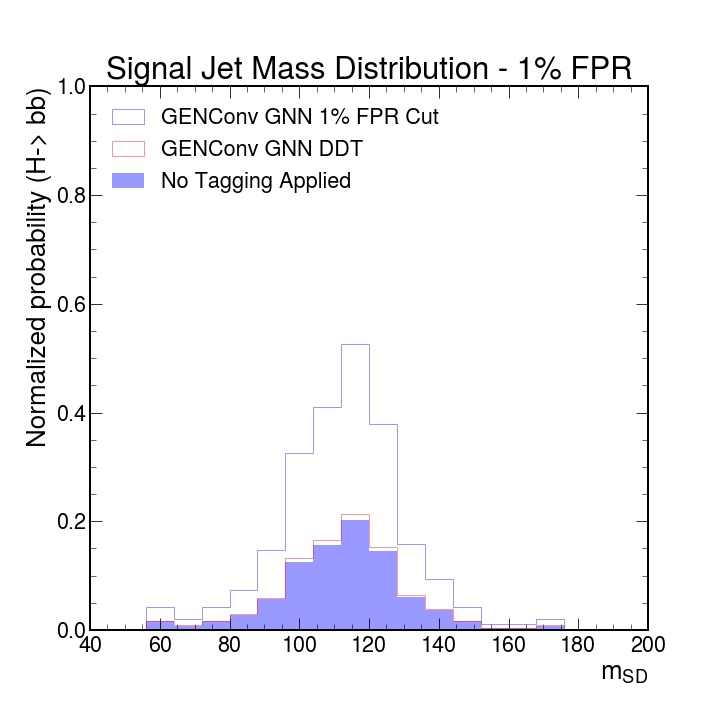 Signal Jet Mass Distribution - 1% FPR
Normalized probability (H-> bb)
1.0
0.8
0.6
0.4
0.2
0.0
GENConv GNN 1% FPR Cut
GENConv GNN DDT
No Tagging Applied
40 60 80 100 120 140 160 180 200
mSD